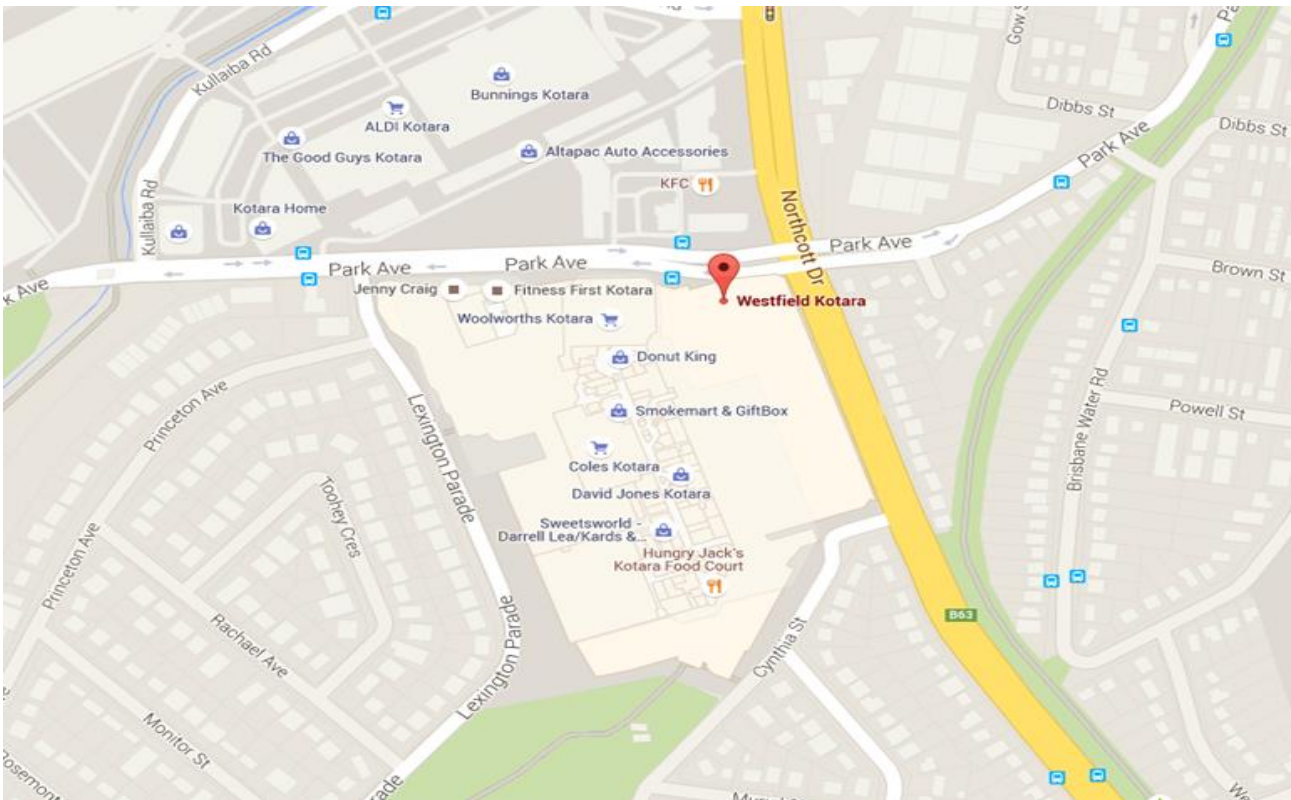 Kullaiba Rd
Bunnings Kotara
ALDI Kotara
The Good Guys Kotara
Altapac Auto Accessories
KFC
Kotara Home
Kullaiba Rd
Gow
Dibbs St
Dibbs St
Park Ave
Northcott Dr
Park Ave
Park Ave
Park Ave
k Ave
Brown St
Jenny Craig
Fitness First Kotara
Westfield Kotara
Woolworths Kotara
Donut King
Smokemart & GiftBox
Coles Kotara
David Jones Kotara
Sweetsworld -
Darrell Lea/Kards &...
Hungry Jack's
Kotara Food Court
Princeton Ave
Lexington Parade
Toohey Cres
Princeton Ave
Rachael Ave
Monitor St
Lexington Parade
Powell St
Brisbane Water Rd
B63
Cynthia St
Rosemont
ade